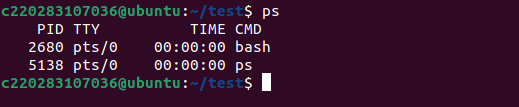 c220283107036@ubuntu:~/test$ ps
    PID TTY          TIME CMD
   2680 pts/0    00:00:00 bash
   5138 pts/0    00:00:00 ps
c220283107036@ubuntu:~/test$